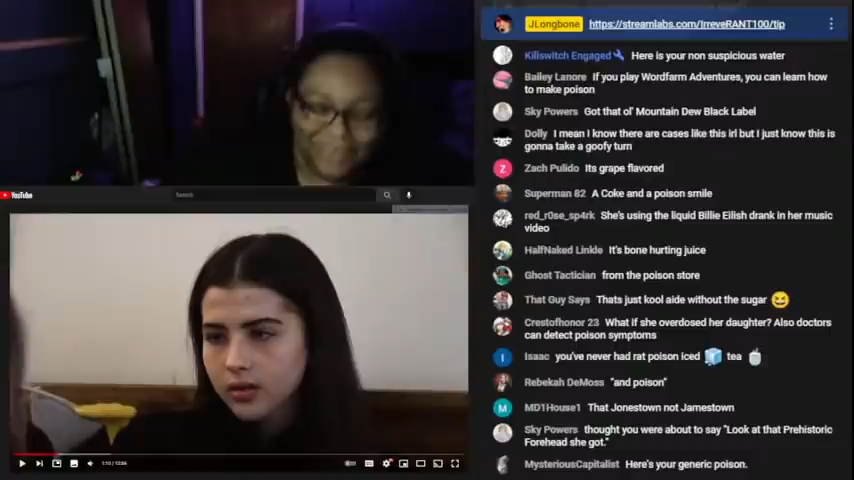 JLongbone https://streamlabs.com/IrreveRANT100/tip
Killswitch Engaged Here is your non suspicious water
Bailey Lanore If you play Wordfarm Adventures, you can learn how
to make poison
Sky Powers Got that ol' Mountain Dew Black Label
Dolly I mean I know there are cases like this irl but I just know this is
gonna take a goofy turn
Z
Zach Pulido Its grape flavored
Superman 82 A Coke and a poison smile
red_r0se_sp4rk She's using the liquid Billie Eilish drank in her music
video
HalfNaked Linkle It's bone hurting juice
Ghost Tactician from the poison store
That Guy Says Thats just kool aide without the sugar
Crestofhonor 23 What if she overdosed her daughter? Also doctors
can detect poison symptoms
I
Isaac you've never had rat poison iced tea
Rebekah DeMoss "and poison"
M
MD1House1 That Jonestown not Jamestown
Sky Powers thought you were about to say "Look at that Prehistoric
Forehead she got."
MysteriousCapitalist Here's your generic poison.
YouTube
Search